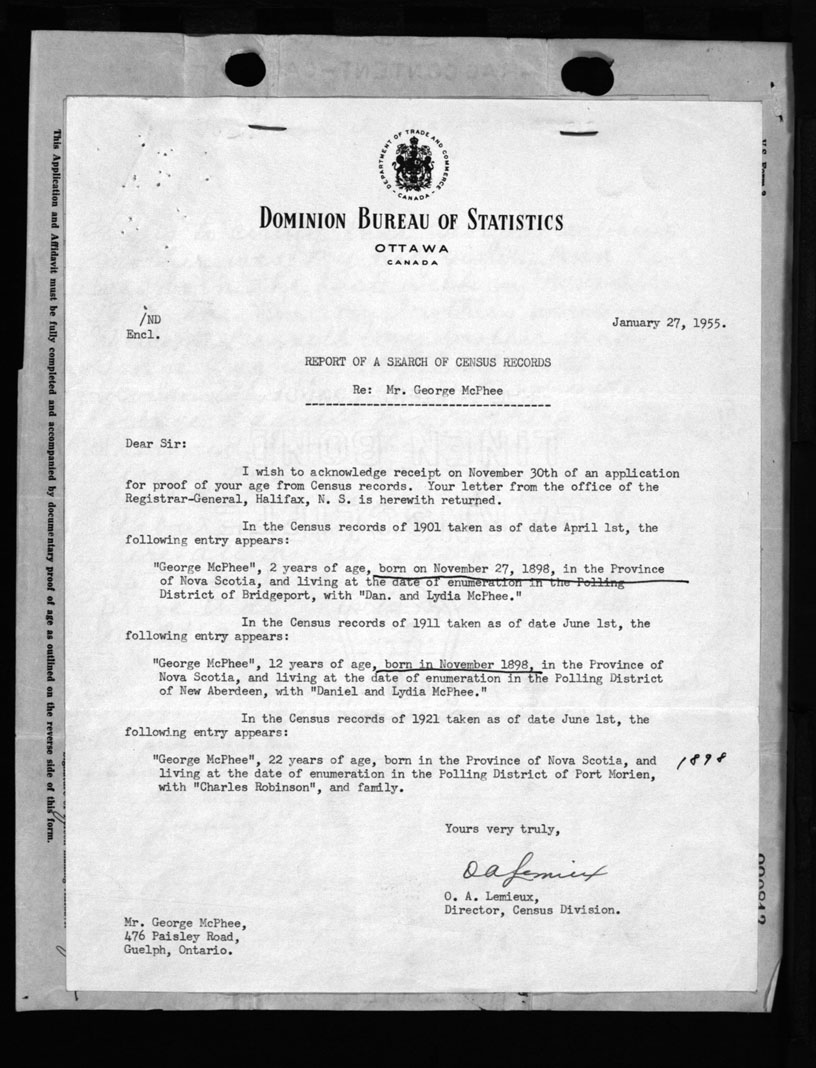 DEPARTMENT OF TRADE AND COMMERCE
CANADA
DOMINION BUREAU OF STATISTICS
OTTAWA
CANADA
/ND
Encl.
January 27, 1955.
REPORT OF A SEARCH OF CENSUS RECORDS
Re: Mr. George McPhee
Dear Sir:
I wish to acknowledge receipt on November 30th of an application
for proof of your age from Census records. Your letter from the office of the
Registrar-General, Halifax, N. S. is herewith returned.
In the Census records of 1901 taken as of date April 1st, the
following entry appears:
"George McPhee", 2 years of age, born on November 27, 1898, in the Province
of Nova Scotia, and living at the date of enumeration in the Polling
District of Bridgeport, with "Dan. and Lydia McPhee."
In the Census records of 1911 taken as of date June 1st, the
following entry appears:
"George McPhee", 12 years of age, born in November 1898, in the Province of
Nova Scotia, and living at the date of enumeration in the Polling District
of New Aberdeen, with "Daniel and Lydia McPhee."
In the Census records of 1921 taken as of date June 1st, the
following entry appears:
"George McPhee", 22 years of age, born in the Province of Nova Scotia, and
living at the date of enumeration in the Polling District of Port Morien,
with "Charles Robinson", and family.
1898
Yours very truly,
O A Lemieux
O. A. Lemieux,
Director, Census Division.
Mr. George McPhee,
476 Paisley Road,
Guelph, Ontario.
This Application and Affidavit must be fully completed and accompanied by documentary proof of age as outlined on the reverse side of this form.